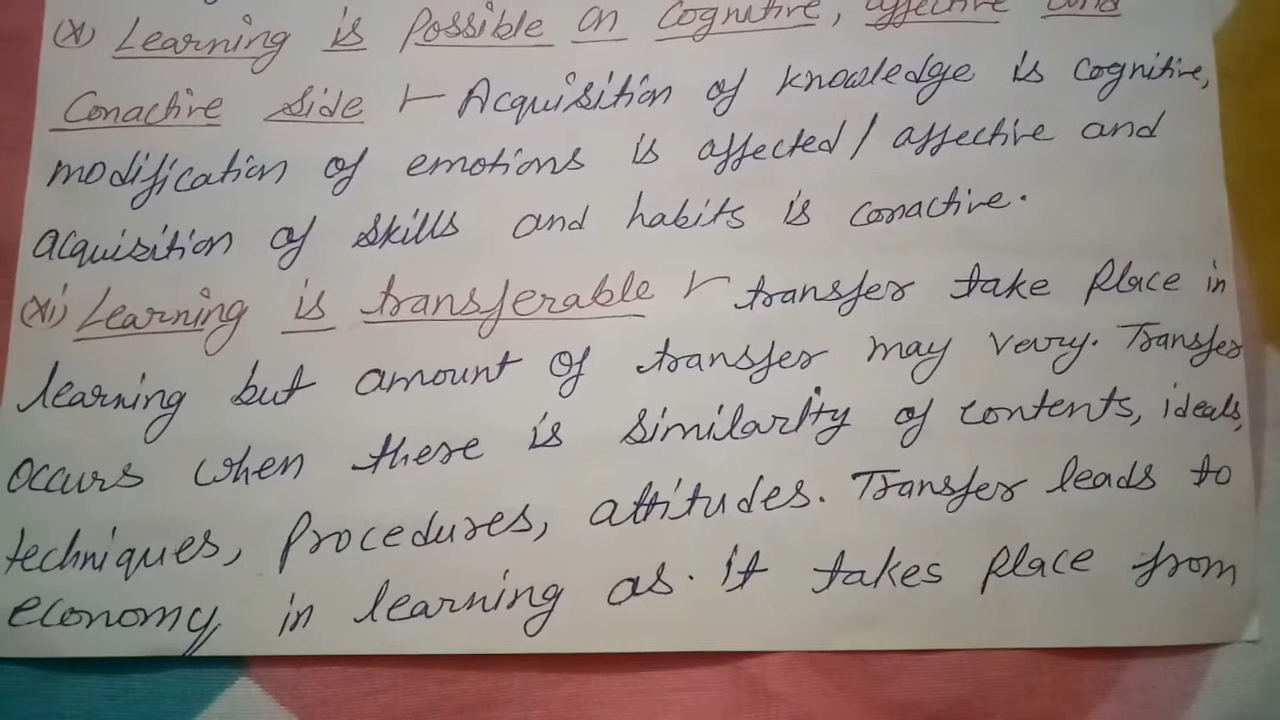 (x) Learning is Possible on Cognitive, affective and
Conactive side :- Acquisition of knowledge is cognitive,
modification of emotions is affected/affective and
acquisition of skills and habits is conactive.
(xi) Learning is transferable :- transfer take place in
learning but amount of transfer may very. Transfer
occurs when there is similarity of contents, ideals,
techniques, Procedures, attitudes. Transfer leads to
economy in learning as. it takes place from